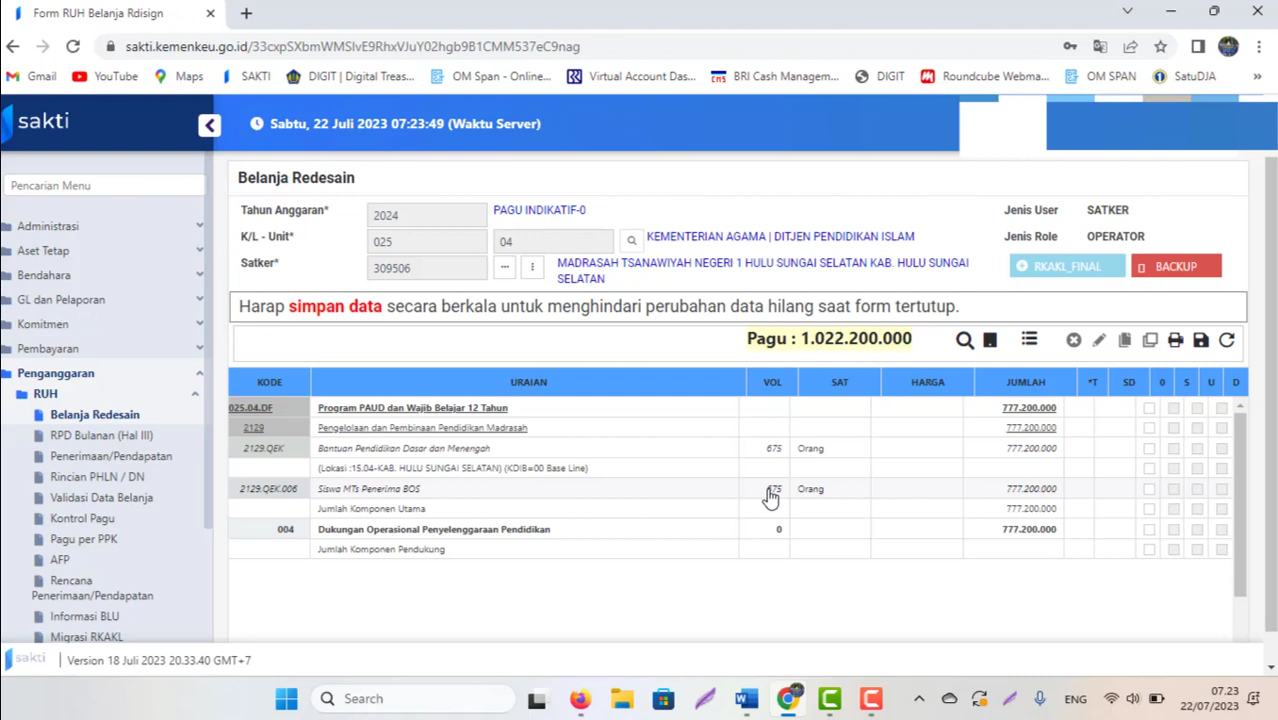 Form RUH Belanja Rdisign
sakti.kemenkeu.go.id/33cxpSXbmWMSIvE9RhxVJuY02hgb9B1CMM537eC9nag
Gmail YouTube Maps SAKTI DIGIT | Digital Treas... OM Span - Online... Virtual Account Das... BRI Cash Managem... DIGIT Roundcube Webma... OM SPAN SatuDJA »
sakti
Sabtu, 22 Juli 2023 07:23:49 (Waktu Server)
Pencarian Menu
Administrasi
Aset Tetap
Bendahara
GL dan Pelaporan
Komitmen
Pembayaran
Penganggaran
RUH
Belanja Redesain
RPD Bulanan (Hal III)
Penerimaan/Pendapatan
Rincian PHLN / DN
Validasi Data Belanja
Kontrol Pagu
Pagu per PPK
AFP
Rencana
Penerimaan/Pendapatan
Informasi BLU
Migrasi RKAKL
Belanja Redesain
Tahun Anggaran* 2024 PAGU INDIKATIF-0 Jenis User SATKER
K/L - Unit* 025 04 KEMENTERIAN AGAMA | DITJEN PENDIDIKAN ISLAM Jenis Role OPERATOR
Satker* 309506 MADRASAH TSANAWIYAH NEGERI 1 HULU SUNGAI SELATAN KAB. HULU SUNGAI
SELATAN
RKAKL_FINAL BACKUP
Harap simpan data secara berkala untuk menghindari perubahan data hilang saat form tertutup.
Pagu : 1.022.200.000
KODE URAIAN VOL SAT HARGA JUMLAH *T SD 0 S U D
025.04.DF Program PAUD dan Wajib Belajar 12 Tahun 777.200.000
2129 Pengelolaan dan Pembinaan Pendidikan Madrasah 777.200.000
2129.QEK Bantuan Pendidikan Dasar dan Menengah 675 Orang 777.200.000
(Lokasi :15.04-KAB. HULU SUNGAI SELATAN) (KDIB=00 Base Line)
2129.QEK.006 Siswa MTs Penerima BOS 675 Orang 777.200.000
Jumlah Komponen Utama 777.200.000
004 Dukungan Operasional Penyelenggaraan Pendidikan 0 777.200.000
Jumlah Komponen Pendukung
sakti | Version 18 Juli 2023 20.33.40 GMT+7
Search
ENG
07.23
22/07/2023